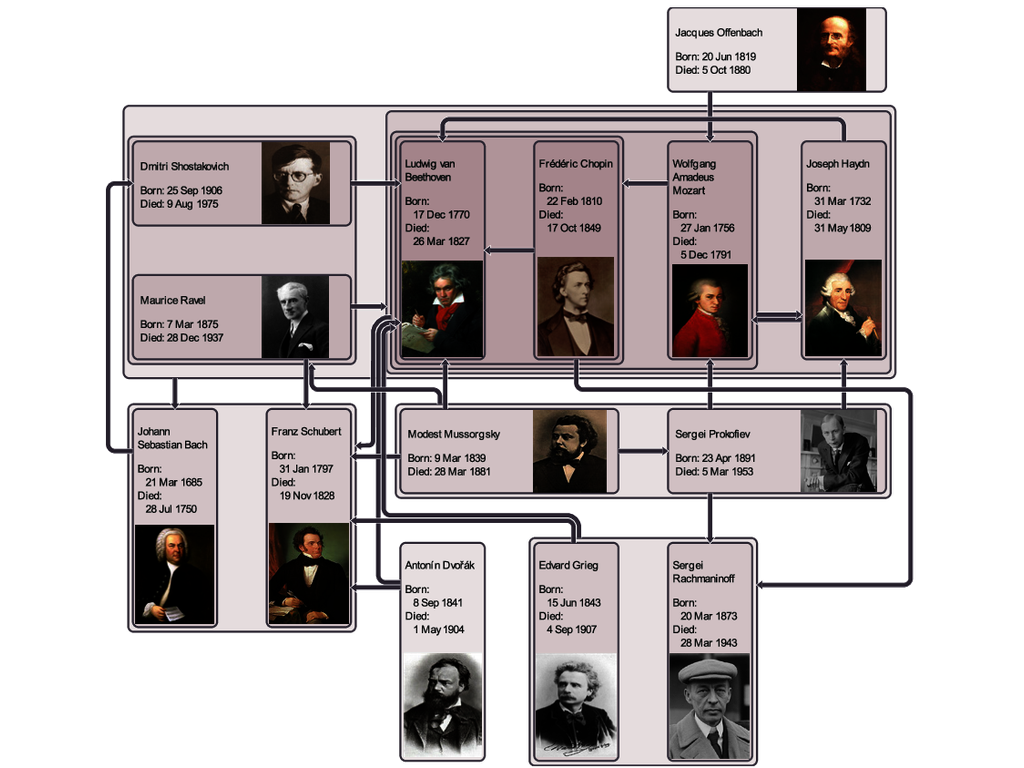 Jacques Offenbach
Born: 20 Jun 1819
Died: 5 Oct 1880
Dmitri Shostakovich
Born: 25 Sep 1906
Died: 9 Aug 1975
Ludwig van
Beethoven
Born:
17 Dec 1770
Died:
26 Mar 1827
Frédéric Chopin
Born:
22 Feb 1810
Died:
17 Oct 1849
Wolfgang
Amadeus
Mozart
Born:
27 Jan 1756
Died:
5 Dec 1791
Joseph Haydn
Born:
31 Mar 1732
Died:
31 May 1809
Maurice Ravel
Born: 7 Mar 1875
Died: 28 Dec 1937
Johann
Sebastian Bach
Born:
21 Mar 1685
Died:
28 Jul 1750
Franz Schubert
Born:
31 Jan 1797
Died:
19 Nov 1828
Modest Mussorgsky
Born: 9 Mar 1839
Died: 28 Mar 1881
Sergei Prokofiev
Born: 23 Apr 1891
Died: 5 Mar 1953
Antonín Dvořák
Born:
8 Sep 1841
Died:
1 May 1904
Edvard Grieg
Born:
15 Jun 1843
Died:
4 Sep 1907
Sergei
Rachmaninoff
Born:
20 Mar 1873
Died:
28 Mar 1943